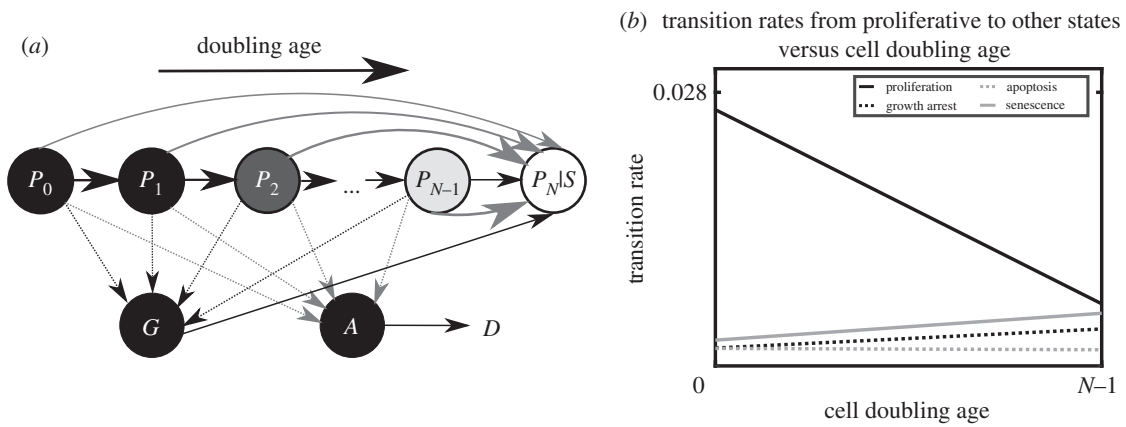 (a)
doubling age
P0 P1 P2 ... PN–1 PN|S
G A D
(b) transition rates from proliferative to other states
versus cell doubling age
0.028
proliferation apoptosis
growth arrest senescence
transition rate
0 N–1
cell doubling age